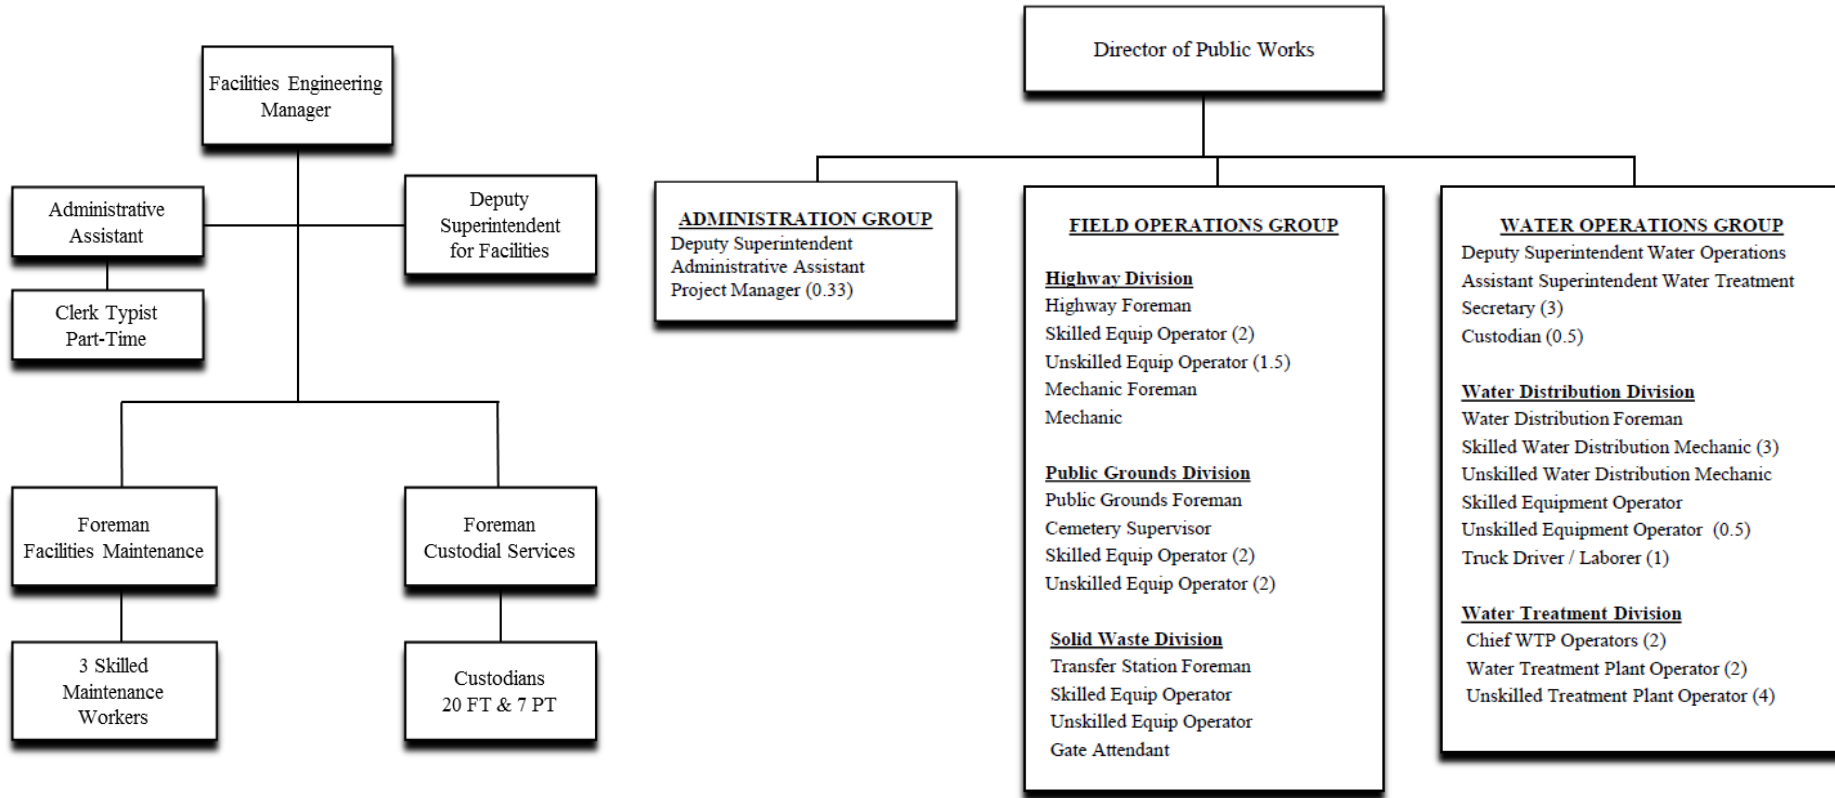 Facilities Engineering
Manager
Administrative
Assistant
Deputy
Superintendent
for Facilities
Clerk Typist
Part-Time
Foreman
Facilities Maintenance
Foreman
Custodial Services
3 Skilled
Maintenance
Workers
Custodians
20 FT & 7 PT
Director of Public Works
ADMINISTRATION GROUP
Deputy Superintendent
Administrative Assistant
Project Manager (0.33)
FIELD OPERATIONS GROUP
Highway Division
Highway Foreman
Skilled Equip Operator (2)
Unskilled Equip Operator (1.5)
Mechanic Foreman
Mechanic
Public Grounds Division
Public Grounds Foreman
Cemetery Supervisor
Skilled Equip Operator (2)
Unskilled Equip Operator (2)
Solid Waste Division
Transfer Station Foreman
Skilled Equip Operator
Unskilled Equip Operator
Gate Attendant
WATER OPERATIONS GROUP
Deputy Superintendent Water Operations
Assistant Superintendent Water Treatment
Secretary (3)
Custodian (0.5)
Water Distribution Division
Water Distribution Foreman
Skilled Water Distribution Mechanic (3)
Unskilled Water Distribution Mechanic
Skilled Equipment Operator
Unskilled Equipment Operator (0.5)
Truck Driver / Laborer (1)
Water Treatment Division
Chief WTP Operators (2)
Water Treatment Plant Operator (2)
Unskilled Treatment Plant Operator (4)